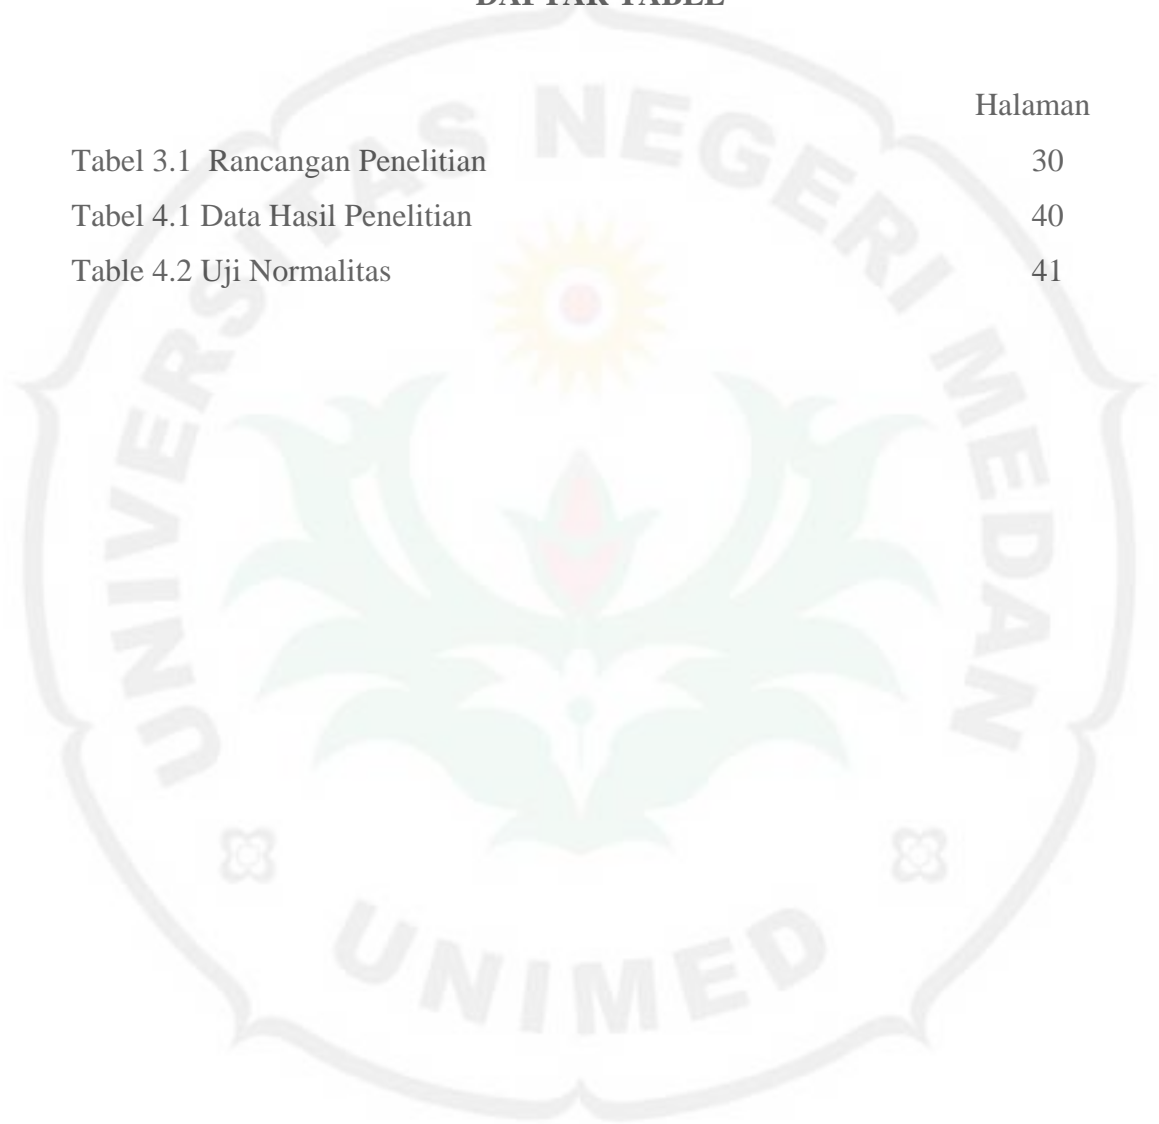 DAFTAR TABEL
Halaman
Tabel 3.1 Rancangan Penelitian 30
Tabel 4.1 Data Hasil Penelitian 40
Table 4.2 Uji Normalitas 41
UNIVERSITAS NEGERI MEDAN
UNIMED